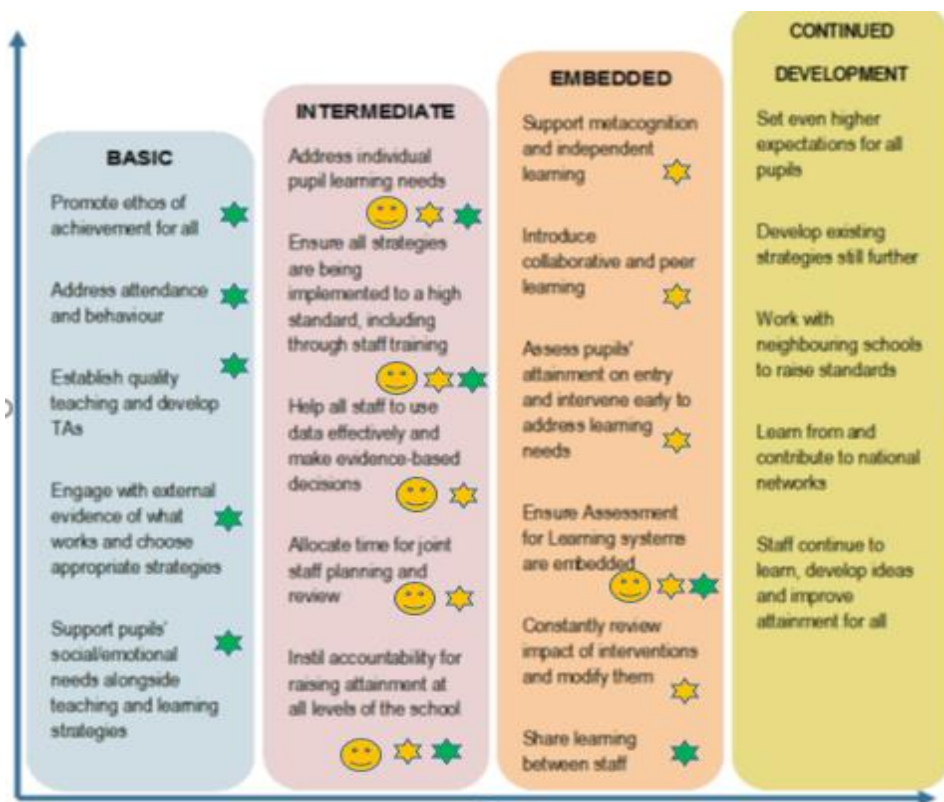 BASIC
Promote ethos of
achievement for all
Address attendance
and behaviour
Establish quality
teaching and develop
TAs
Engage with external
evidence of what
works and choose
appropriate strategies
Support pupils'
social/emotional
needs alongside
teaching and learning
strategies
INTERMEDIATE
Address individual
pupil learning needs
Ensure all strategies
are being
implemented to a high
standard, including
through staff training
Help all staff to use
data effectively and
make evidence-based
decisions
Allocate time for joint
staff planning and
review
Instil accountability for
raising attainment at
all levels of the school
EMBEDDED
Support metacognition
and independent
learning
Introduce
collaborative and peer
learning
Assess pupils'
attainment on entry
and intervene early to
address learning
needs
Ensure Assessment
for Learning systems
are embedded
Constantly review
impact of interventions
and modify them
Share learning
between staff
CONTINUED
DEVELOPMENT
Set even higher
expectations for all
pupils
Develop existing
strategies still further
Work with
neighbouring schools
to raise standards
Learn from and
contribute to national
networks
Staff continue to
learn, develop ideas
and improve
attainment for all